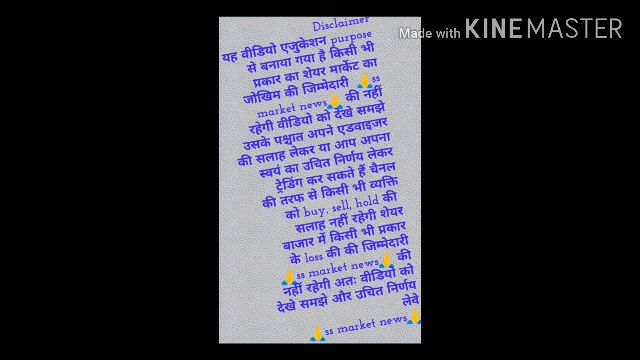 Made with KINEMASTER
Disclaimer
यह वीडियो एजुकेशन purpose
से बनाया गया है किसी भी
प्रकार का शेयर मार्केट का
जोखिम की जिम्मेदारी 🙏ss
market news🙏 की नहीं
रहेगी वीडियो को देखे समझे
उसके पश्चात अपने एडवाइजर
की सलाह लेकर या आप अपना
स्वयं का उचित निर्णय लेकर
ट्रेडिंग कर सकते हैं चैनल
की तरफ से किसी भी व्यक्ति
को buy, sell, hold की
सलाह नहीं रहेगी शेयर
बाजार में किसी भी प्रकार
के loss की की जिम्मेदारी
🙏ss market news🙏 की
नहीं रहेगी अतः वीडियो को
देखे समझे और उचित निर्णय
लेवे
🙏ss market news🙏